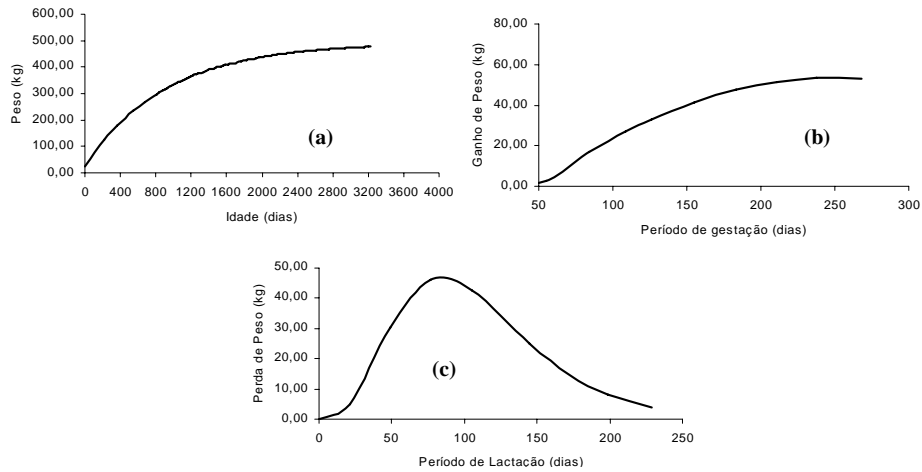 Peso (kg)
600,00
500,00
400,00
300,00
200,00
100,00
0,00
0 400 800 1200 1600 2000 2400 2800 3200 3600 4000
Idade (dias)
(a)
Ganho de Peso (kg)
80,00
60,00
40,00
20,00
0,00
50 100 150 200 250 300
Período de gestação (dias)
(b)
Perda de Peso (kg)
50,00
40,00
30,00
20,00
10,00
0,00
0 50 100 150 200 250
Período de Lactação (dias)
(c)